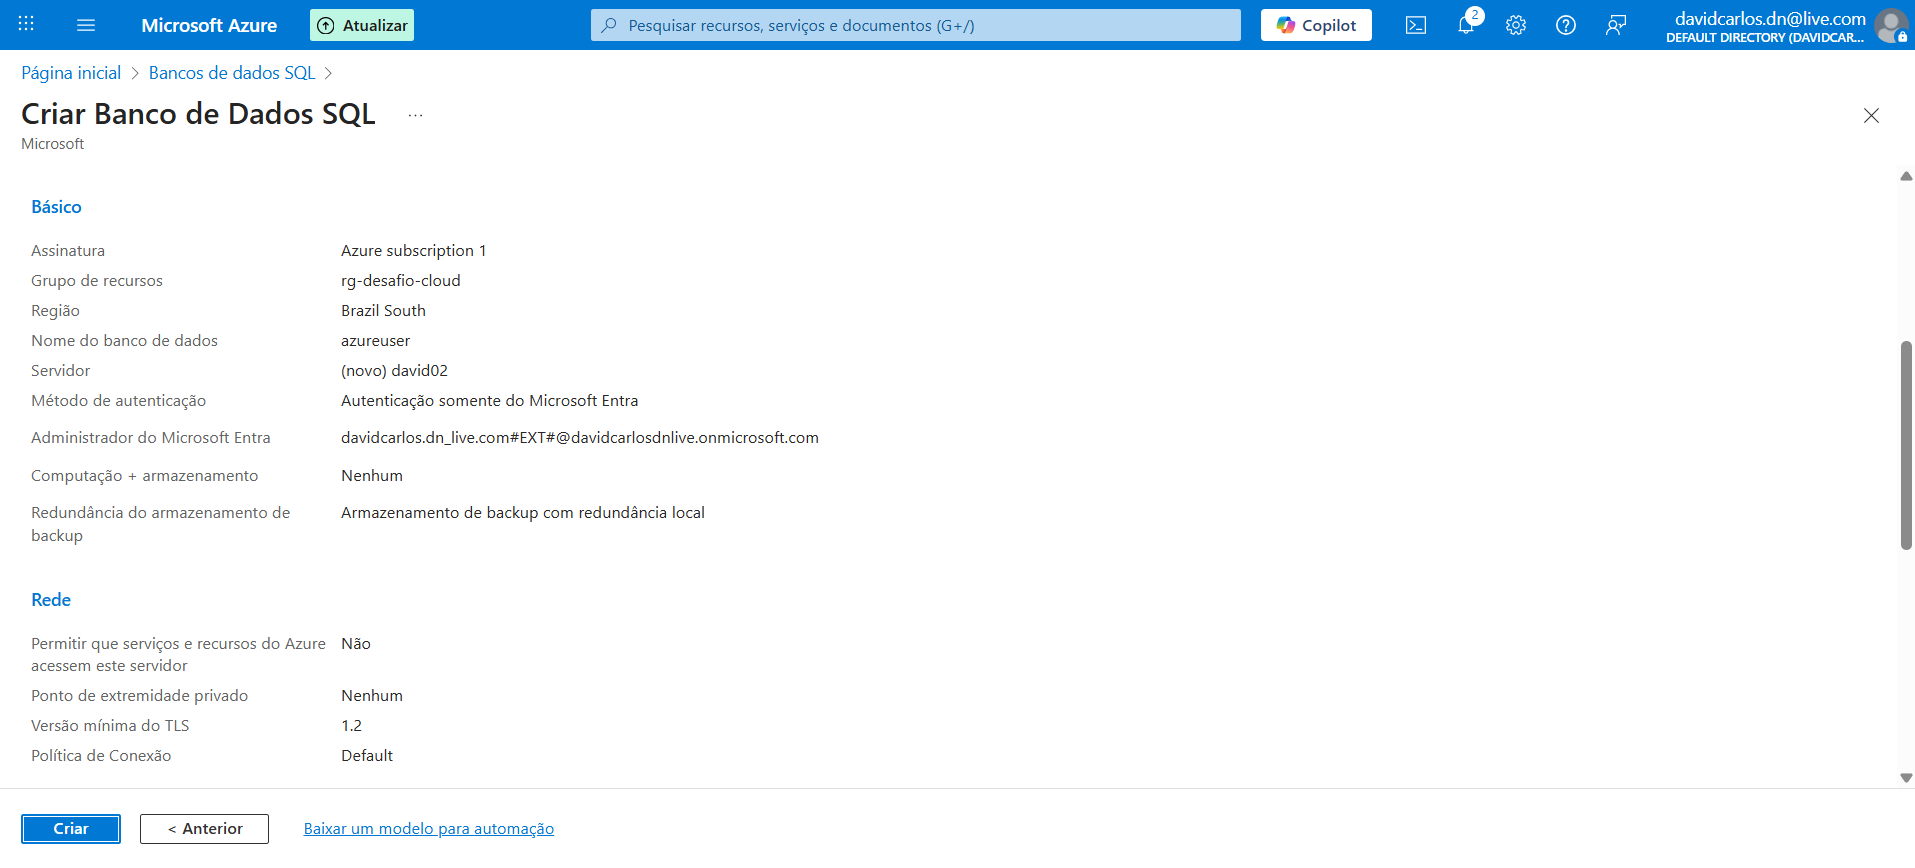 Microsoft Azure
Atualizar
Pesquisar recursos, serviços e documentos (G+/)
Copilot
2
davidcarlos.dn@live.com
DEFAULT DIRECTORY (DAVIDCAR...
Página inicial > Bancos de dados SQL >
Criar Banco de Dados SQL ...
Microsoft
Básico
Assinatura Azure subscription 1
Grupo de recursos rg-desafio-cloud
Região Brazil South
Nome do banco de dados azureuser
Servidor (novo) david02
Método de autenticação Autenticação somente do Microsoft Entra
Administrador do Microsoft Entra davidcarlos.dn_live.com#EXT#@davidcarlosdnlive.onmicrosoft.com
Computação + armazenamento Nenhum
Redundância do armazenamento de Armazenamento de backup com redundância local
backup
Rede
Permitir que serviços e recursos do Azure Não
acessem este servidor
Ponto de extremidade privado Nenhum
Versão mínima do TLS 1.2
Política de Conexão Default
Criar
< Anterior
Baixar um modelo para automação